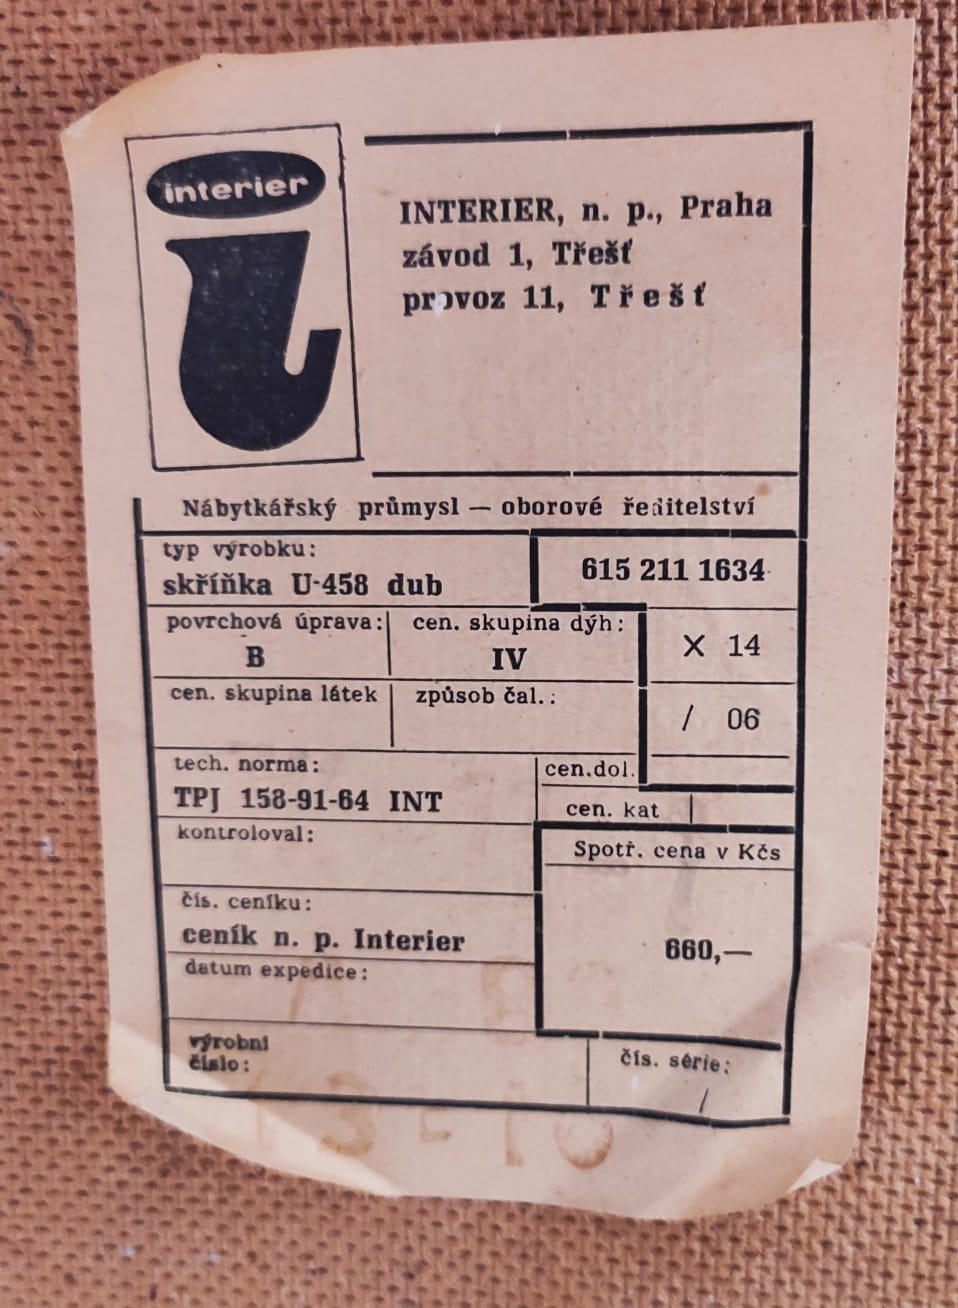 interier
INTERIER, n. p., Praha
závod 1, Třešť
provoz 11, Třešť
Nábytkářský průmysl — oborové ředitelství
typ výrobku:
skříňka U-458 dub
615 211 1634
povrchová úprava:
B
cen. skupina dýh:
IV
X 14
cen. skupina látek
způsob čal.:
/ 06
tech. norma:
TPJ 158-91-64 INT
cen.dol.
cen. kat
kontroloval:
Spotř. cena v Kčs
660,—
čís. ceníku:
ceník n. p. Interier
datum expedice:
výrobní
číslo:
čís. série:
/